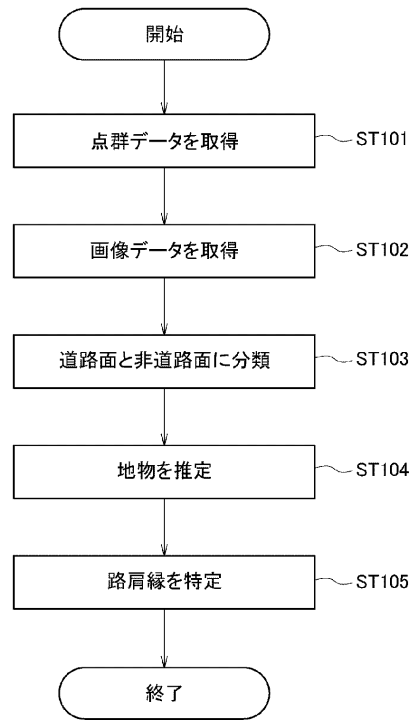 開始
点群データを取得 ST101
画像データを取得 ST102
道路面と非道路面に分類 ST103
地物を推定 ST104
路肩縁を特定 ST105
終了